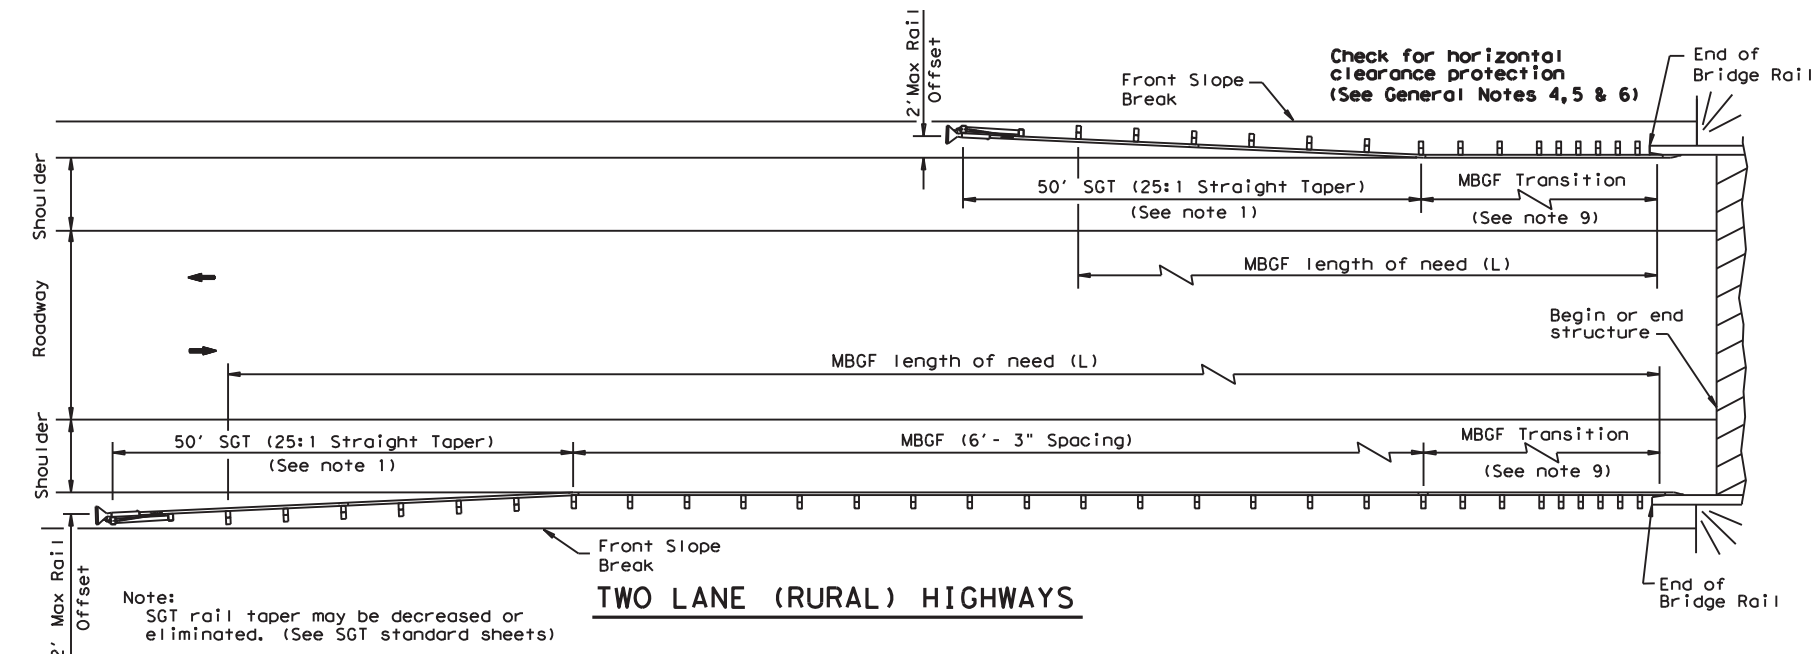 2' Max Rail
Offset
Front Slope
Break
Check for horizontal
clearance protection
(See General Notes 4,5 & 6)
End of
Bridge Rail
Shoulder
50' SGT (25:1 Straight Taper)
(See note 1)
MBGF Transition
(See note 9)
MBGF length of need (L)
Roadway
Begin or end
structure
MBGF length of need (L)
Shoulder
50' SGT (25:1 Straight Taper)
(See note 1)
MBGF (6'- 3" Spacing)
MBGF Transition
(See note 9)
2' Max Rail
Offset
Front Slope
Break
End of
Bridge Rail
Note:
SGT rail taper may be decreased or
eliminated. (See SGT standard sheets)
TWO LANE (RURAL) HIGHWAYS